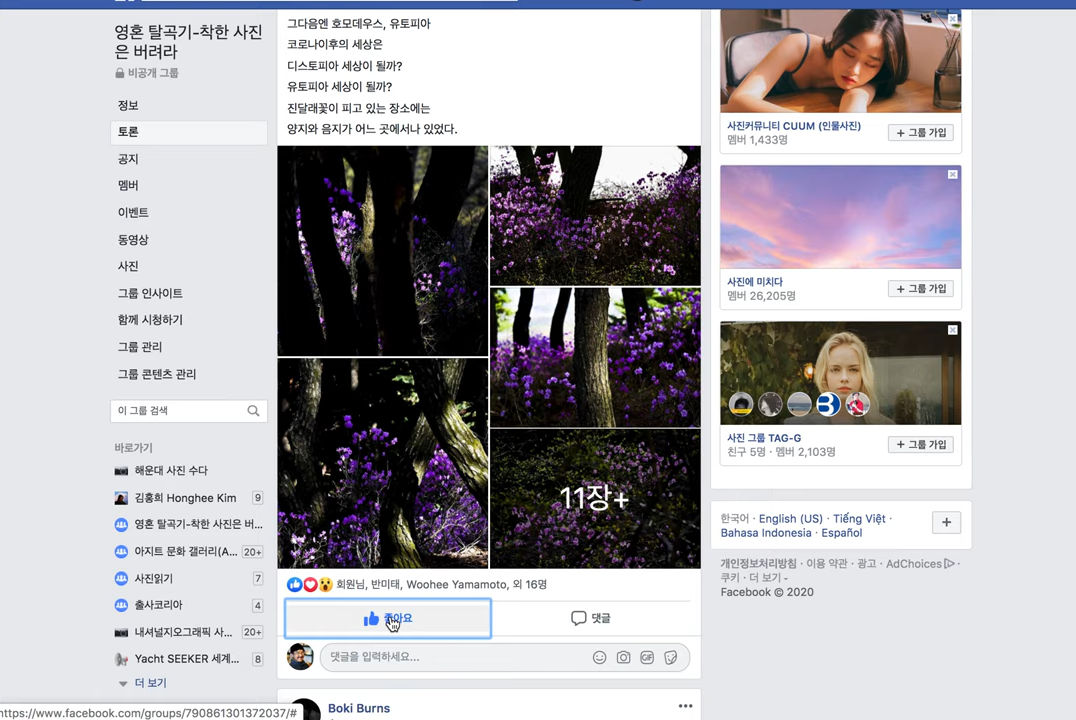 영혼 탈곡기-착한 사진
은 버려라
비공개 그룹
정보
토론
공지
멤버
이벤트
동영상
사진
그룹 인사이트
함께 시청하기
그룹 관리
그룹 콘텐츠 관리
이 그룹 검색
바로가기
해운대 사진 수다
김홍희 Honghee Kim 9
영혼 탈곡기-착한 사진은 버...
아지트 문화 갤러리(A... 20+
사진읽기 7
출사코리아 4
내셔널지오그래픽 사... 20+
Yacht SEEKER 세계... 8
더 보기
https://www.facebook.com/groups/790861301372037/#
그다음엔 호모데우스, 유토피아
코로나이후의 세상은
디스토피아 세상이 될까?
유토피아 세상이 될까?
진달래꽃이 피고 있는 장소에는
양지와 음지가 어느 곳에서나 있었다.
11장+
회원님, 반미태, Woohee Yamamoto, 외 16명
좋아요
댓글
댓글을 입력하세요...
GIF
Boki Burns
사진커뮤니티 CUUM (인물사진)
멤버 1,433명
+ 그룹 가입
사진에 미치다
멤버 26,205명
+ 그룹 가입
사진 그룹 TAG-G
친구 5명 · 멤버 2,103명
+ 그룹 가입
한국어 · English (US) · Tiếng Việt ·
Bahasa Indonesia · Español
개인정보처리방침 · 이용 약관 · 광고 · AdChoices ·
쿠키 · 더 보기
Facebook © 2020